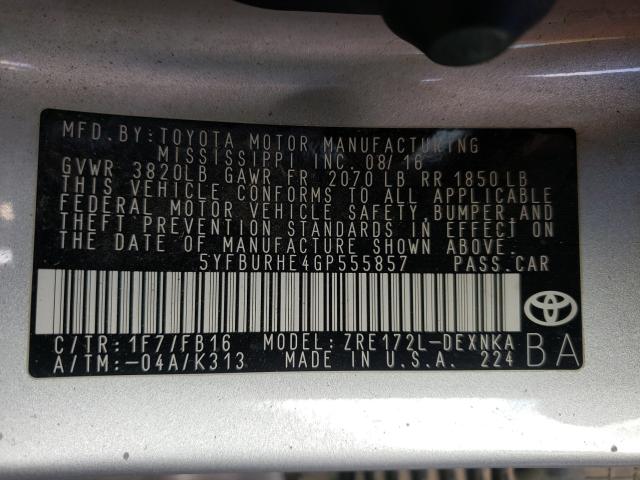 MFD. BY: TOYOTA MOTOR MANUFACTURING
MISSISSIPPI INC. 08/16
GVWR 3820LB GAWR FR. 2070 LB RR 1850 LB
THIS VEHICLE CONFORMS TO ALL APPLICABLE
FEDERAL MOTOR VEHICLE SAFETY, BUMPER, AND
THEFT PREVENTION STANDARDS IN EFFECT ON
THE DATE OF MANUFACTURE SHOWN ABOVE.
5YFBURHE4GP555857 PASS. CAR
C/TR: 1F7/FB16 MODEL: ZRE172L-DEXNKA
A/TM:-04A/K313 MADE IN U.S.A. 224
BA